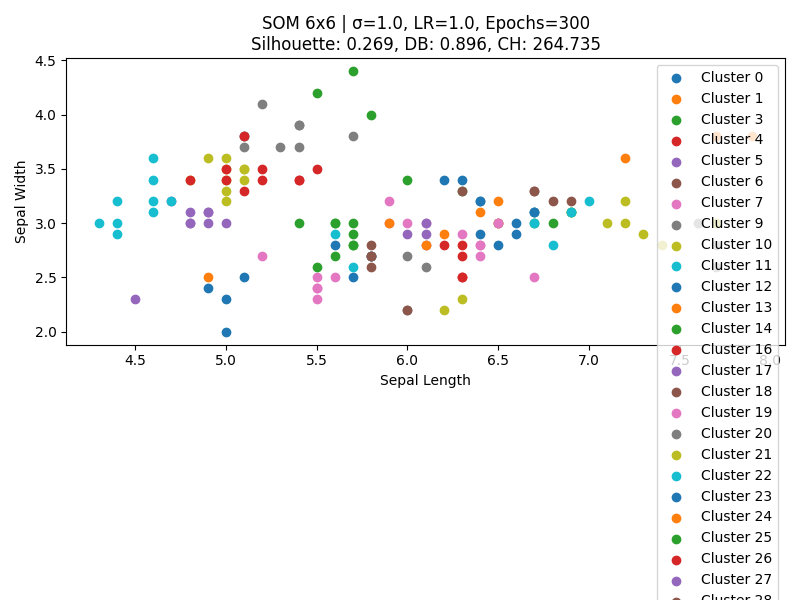 SOM 6x6 | σ=1.0, LR=1.0, Epochs=300
Silhouette: 0.269, DB: 0.896, CH: 264.735
4.5
4.0
3.5
3.0
2.5
2.0
Sepal Width
4.5 5.0 5.5 6.0 6.5 7.0 7.5 8.0
Sepal Length
Cluster 0
Cluster 1
Cluster 3
Cluster 4
Cluster 5
Cluster 6
Cluster 7
Cluster 9
Cluster 10
Cluster 11
Cluster 12
Cluster 13
Cluster 14
Cluster 16
Cluster 17
Cluster 18
Cluster 19
Cluster 20
Cluster 21
Cluster 22
Cluster 23
Cluster 24
Cluster 25
Cluster 26
Cluster 27
Cluster 28